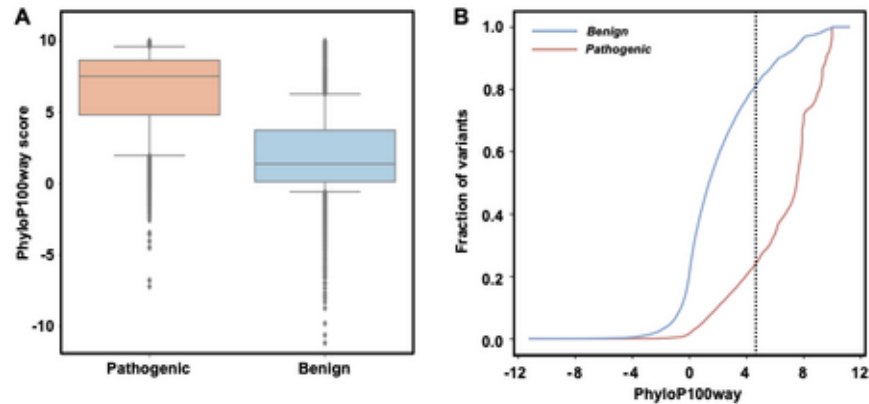 A
PhyloP100way score
10
5
0
-5
-10
Pathogenic
Benign
B
Benign
Pathogenic
Fraction of variants
1.0
0.8
0.6
0.4
0.2
0.0
-12
-8
-4
0
4
8
12
PhyloP100way